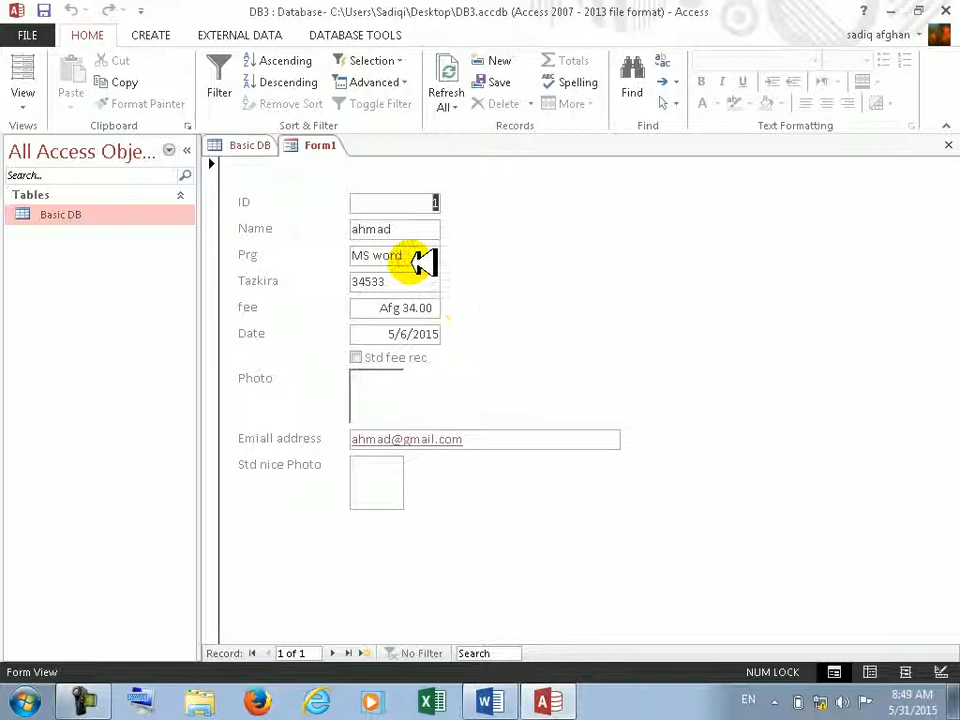 DB3 : Database- C:\Users\Sadiqi\Desktop\DB3.accdb (Access 2007 - 2013 file format) - Access
FILE HOME CREATE EXTERNAL DATA DATABASE TOOLS sadiq afghan
View
Views
Paste
Cut
Copy
Format Painter
Clipboard
Filter
Ascending
Descending
Remove Sort
Selection
Advanced
Toggle Filter
Sort & Filter
Refresh
All
New
Save
Delete
Totals
Spelling
More
Records
Find
Find
B I U
A
Text Formatting
All Access Obje...
Search..
Tables
Basic DB
Basic DB Form1
ID 1
Name ahmad
Prg MS word
Tazkira 34533
fee Afg 34.00
Date 5/6/2015
Std fee rec
Photo
Emiall address ahmad@gmail.com
Std nice Photo
Record: 1 of 1 No Filter Search
Form View NUM LOCK
EN 8:49 AM
5/31/2015